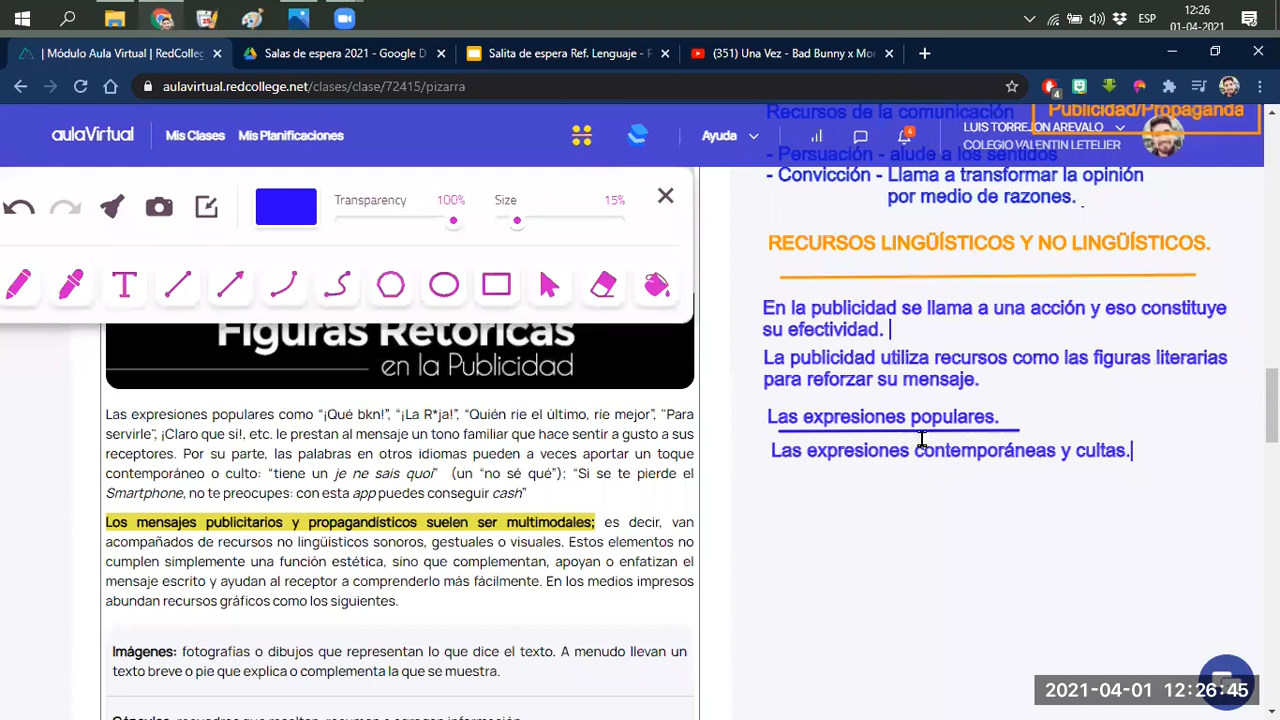 12:26
ESP
01-04-2021
Módulo Aula Virtual | RedColleg
Salas de espera 2021 - Google D
Salita de espera Ref. Lenguaje - P
(351) Una Vez - Bad Bunny x Mor
aulavirtual.redcollege.net/clases/clase/72415/pizarra
4
Recursos de la comunicación
Publicidad/Propaganda
aulaVirtual
Mis Clases
Mis Planificaciones
Ayuda
4
LUIS TORREJON AREVALO
COLEGIO VALENTIN LETELIER
- Persuación - alude a los sentidos
- Convicción - Llama a transformar la opinión
por medio de razones.
Transparency 100%
Size 15%
T
RECURSOS LINGÜÍSTICOS Y NO LINGÜÍSTICOS.
En la publicidad se llama a una acción y eso constituye
su efectividad.
La publicidad utiliza recursos como las figuras literarias
para reforzar su mensaje.
Las expresiones populares.
Las expresiones contemporáneas y cultas.
Figuras Retóricas
en la Publicidad
Las expresiones populares como “¡Qué bkn!”, “¡La R*ja!”, “Quién ríe el último, ríe mejor”, “Para
servirle”, ¡Claro que sí!, etc. le prestan al mensaje un tono familiar que hace sentir a gusto a sus
receptores. Por su parte, las palabras en otros idiomas pueden a veces aportar un toque
contemporáneo o culto: “tiene un je ne sais quoi” (un “no sé qué”); “Si se te pierde el
Smartphone, no te preocupes: con esta app puedes conseguir cash”
Los mensajes publicitarios y propagandísticos suelen ser multimodales; es decir, van
acompañados de recursos no lingüísticos sonoros, gestuales o visuales. Estos elementos no
cumplen simplemente una función estética, sino que complementan, apoyan o enfatizan el
mensaje escrito y ayudan al receptor a comprenderlo más fácilmente. En los medios impresos
abundan recursos gráficos como los siguientes.
Imágenes: fotografías o dibujos que representan lo que dice el texto. A menudo llevan un
texto breve o pie que explica o complementa la que se muestra.
2021-04-01 12:26:45